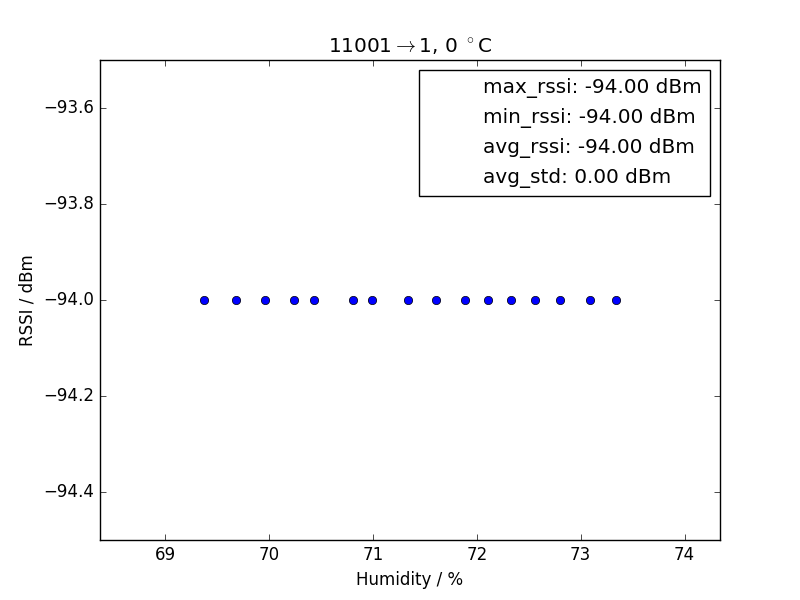 11001→1, 0 °C
max_rssi: -94.00 dBm
min_rssi: -94.00 dBm
avg_rssi: -94.00 dBm
avg_std: 0.00 dBm
RSSI / dBm
−93.6
−93.8
−94.0
−94.2
−94.4
69 70 71 72 73 74
Humidity / %